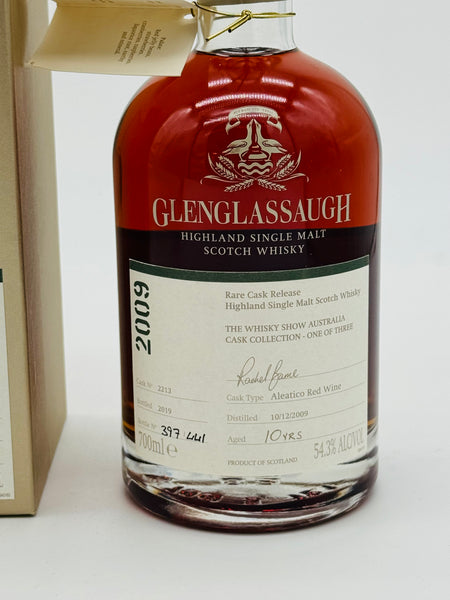 GLENGLASSAUGH
HIGHLAND SINGLE MALT
SCOTCH WHISKY
2009
Rare Cask Release
Highland Single Malt Scotch Whisky
THE WHISKY SHOW AUSTRALIA
CASK COLLECTION - ONE OF THREE
Rachel Barrie
Cask Nº 2213
Cask Type Aleatico Red Wine
Bottled 2019
Distilled 10/12/2009
Bottle Nº 397/441
Aged 10 YRS
700ml e
PRODUCT OF SCOTLAND
54.3% ALC/VOL